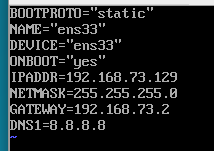 BOOTPROTO="static"
NAME="ens33"
DEVICE="ens33"
ONBOOT="yes"
IPADDR=192.168.73.129
NETMASK=255.255.255.0
GATEWAY=192.168.73.2
DNS1=8.8.8.8
~